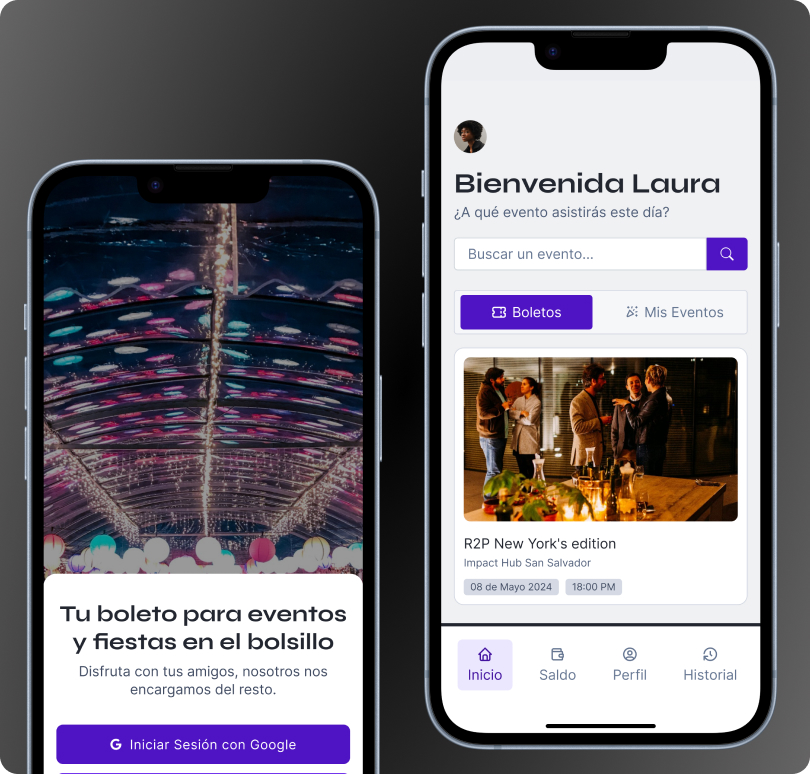 Tu boleto para eventos
y fiestas en el bolsillo
Disfruta con tus amigos, nosotros nos
encargamos del resto.
G Iniciar Sesión con Google
Bienvenida Laura
¿A qué evento asistirás este día?
Buscar un evento...
Boletos
Mis Eventos
R2P New York's edition
Impact Hub San Salvador
08 de Mayo 2024
18:00 PM
Inicio
Saldo
Perfil
Historial